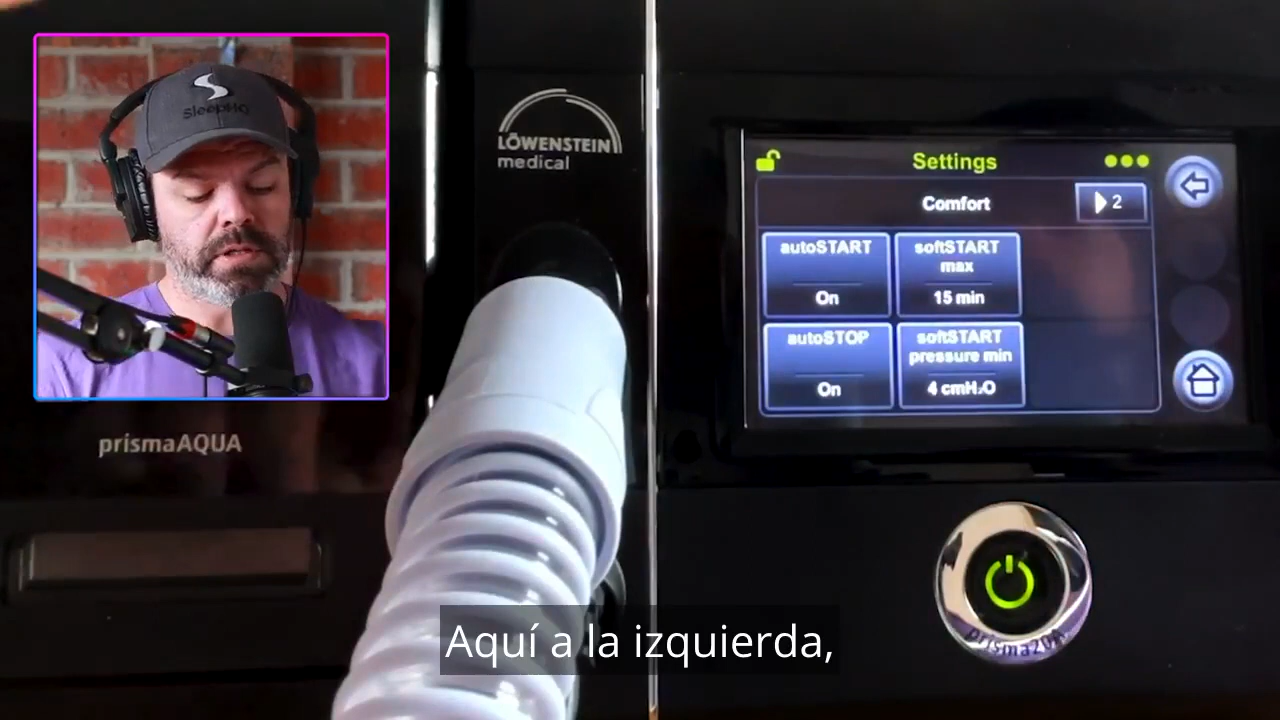 SleepHQ
LÖWENSTEIN
medical
Settings
Comfort
2
autoSTART
On
softSTART
max
15 min
autoSTOP
On
softSTART
pressure min
4 cmH₂O
prismaAQUA
prisma20A
Aquí a la izquierda,